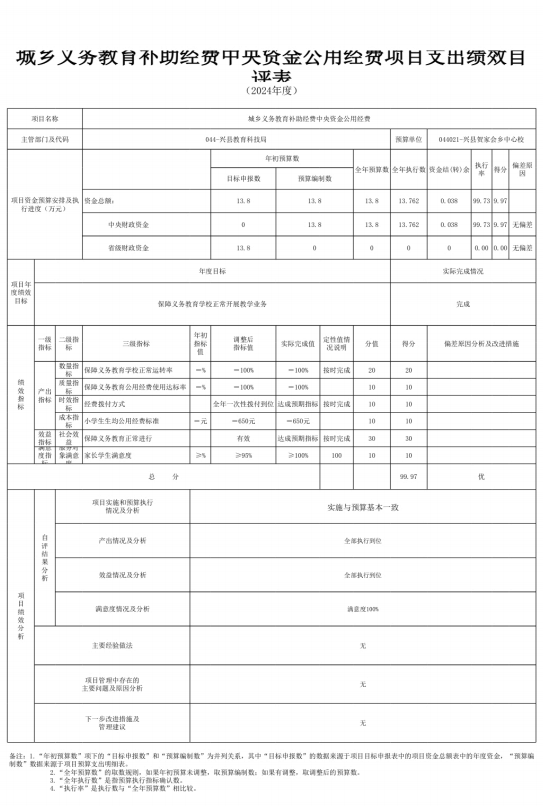 城乡义务教育补助经费中央资金公用经费项目支出绩效自
评表
（2024年度）
项目名称 城乡义务教育补助经费中央资金公用经费
主管部门及代码 044-兴县教育科技局 预算单位 044021-兴县贺家会乡中心校
项目资金预算安排及执行进度（万元） 年初预算数 全年预算数 全年执行数 资金结(转)余 执行率 得分 偏差原因
目标申报数 预算编制数
资金总额： 13.8 13.8 13.8 13.762 0.038 99.73 9.97
中央财政资金 0 13.8 13.8 13.762 0.038 99.73 9.97 无偏差
省级财政资金 13.8 0 0 0 0 0.00 0.00 无偏差
项目年度绩效目标 年度目标 实际完成情况
保障义务教育学校正常开展教学业务 完成
绩效指标 一级指标 二级指标 三级指标 年初指标值 调整后指标值 实际完成值 定性值情况说明 分值 得分 偏差原因分析及改进措施
产出指标 数量指标 保障义务教育学校正常运转率 =% =100% =100% 按时完成 20 20
质量指标 保障义务教育公用经费使用达标率 =% =100% =100% 10 10
时效指标 经费拨付方式 全年一次性拨付到位 达成预期指标 按时完成 10 10
成本指标 小学生生均公用经费标准 =元 =650元 =650元 10 10
效益指标 社会效益 保障义务教育正常进行 有效 达成预期指标 按时完成 30 30
满意度指标 服务对象满意度 家长学生满意度 ≥% ≥95% ≥100% 100 10 10
总 分 99.97 优
项目绩效分析 自评结果分析 项目实施和预算执行情况及分析 实施与预算基本一致
产出情况及分析 全部执行到位
效益情况及分析 全部执行到位
满意度情况及分析 满意度100%
主要经验做法 无
项目管理中存在的主要问题及原因分析 无
下一步改进措施及管理建议 无
备注：1.“年初预算数”项下的“目标申报数”和“预算编制数”为并列关系，其中“目标申报数”的数据来源于项目目标申报表中的项目资金总额表中的年度资金，“预算编
制数”数据来源于项目预算支出明细表。
2.“全年预算数”的取数规则，如果年初预算未调整，取预算编制数；如果有调整，取调整后的预算数。
3.“全年执行数”是指预算执行指标确认数。
4.“执行率”是执行数与“全年预算数”相比较。